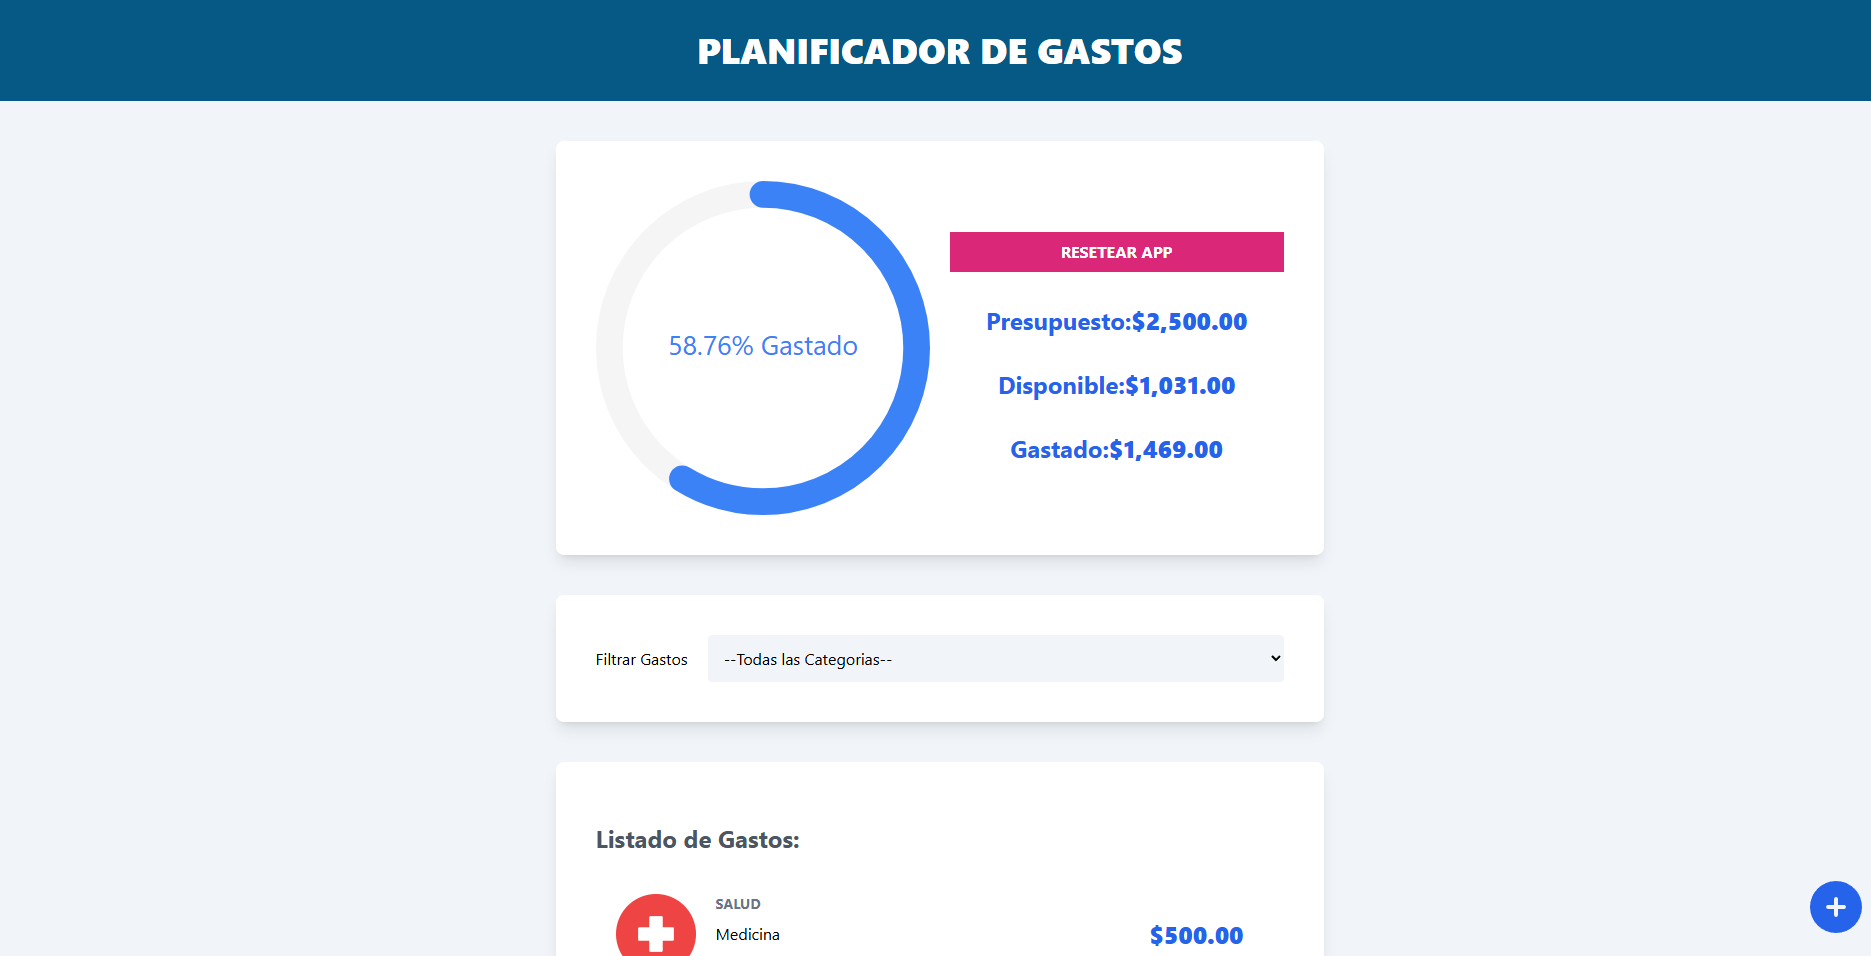 PLANIFICADOR DE GASTOS
58.76% Gastado
RESETEAR APP
Presupuesto:$2,500.00
Disponible:$1,031.00
Gastado:$1,469.00
Filtrar Gastos
--Todas las Categorias--
Listado de Gastos:
SALUD
Medicina
$500.00